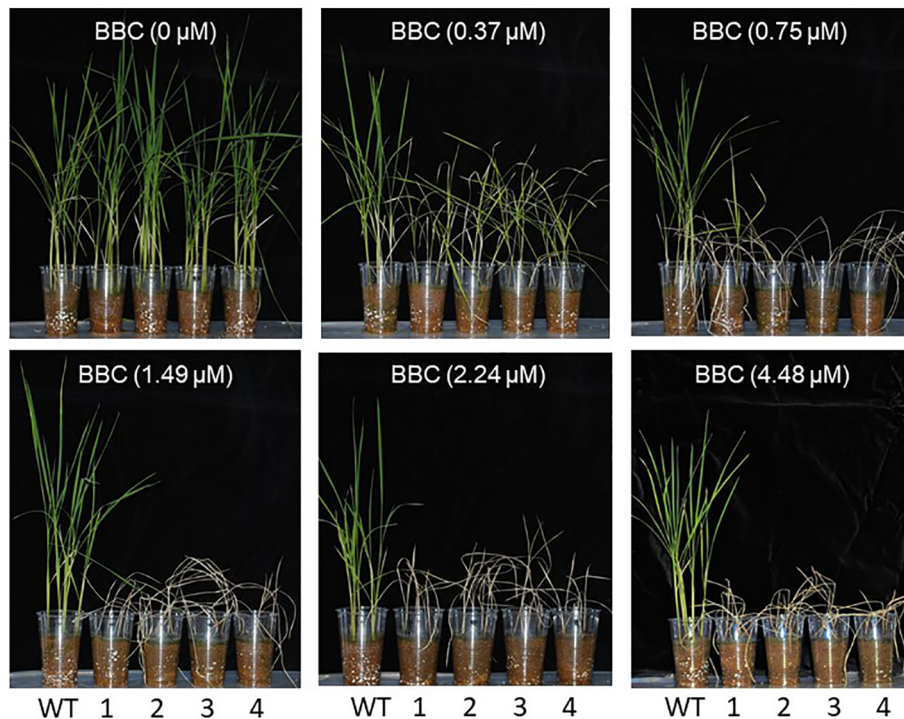 BBC (0 µM)
BBC (0.37 µM)
BBC (0.75 µM)
BBC (1.49 µM)
BBC (2.24 µM)
BBC (4.48 µM)
WT 1 2 3 4
WT 1 2 3 4
WT 1 2 3 4